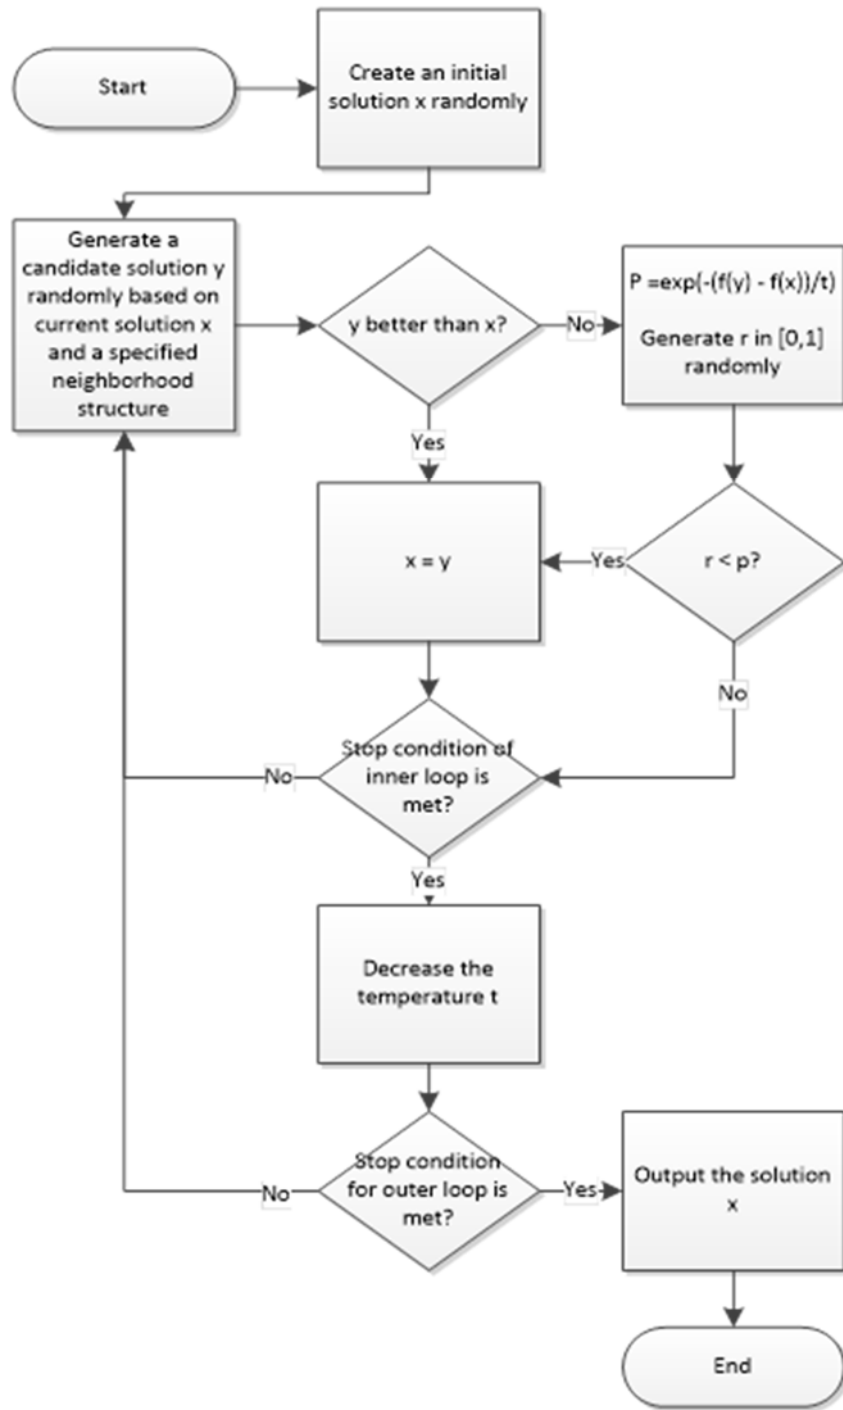 Start
Create an initial
solution x randomly
Generate a
candidate solution y
randomly based on
current solution x
and a specified
neighborhood
structure
y better than x?
No
P =exp(-(f(y) - f(x))/t)
Generate r in [0,1]
randomly
Yes
x = y
Yes
r < p?
No
Stop condition of
inner loop is
met?
No
Yes
Decrease the
temperature t
Stop condition
for outer loop is
met?
No
Yes
Output the solution
x
End